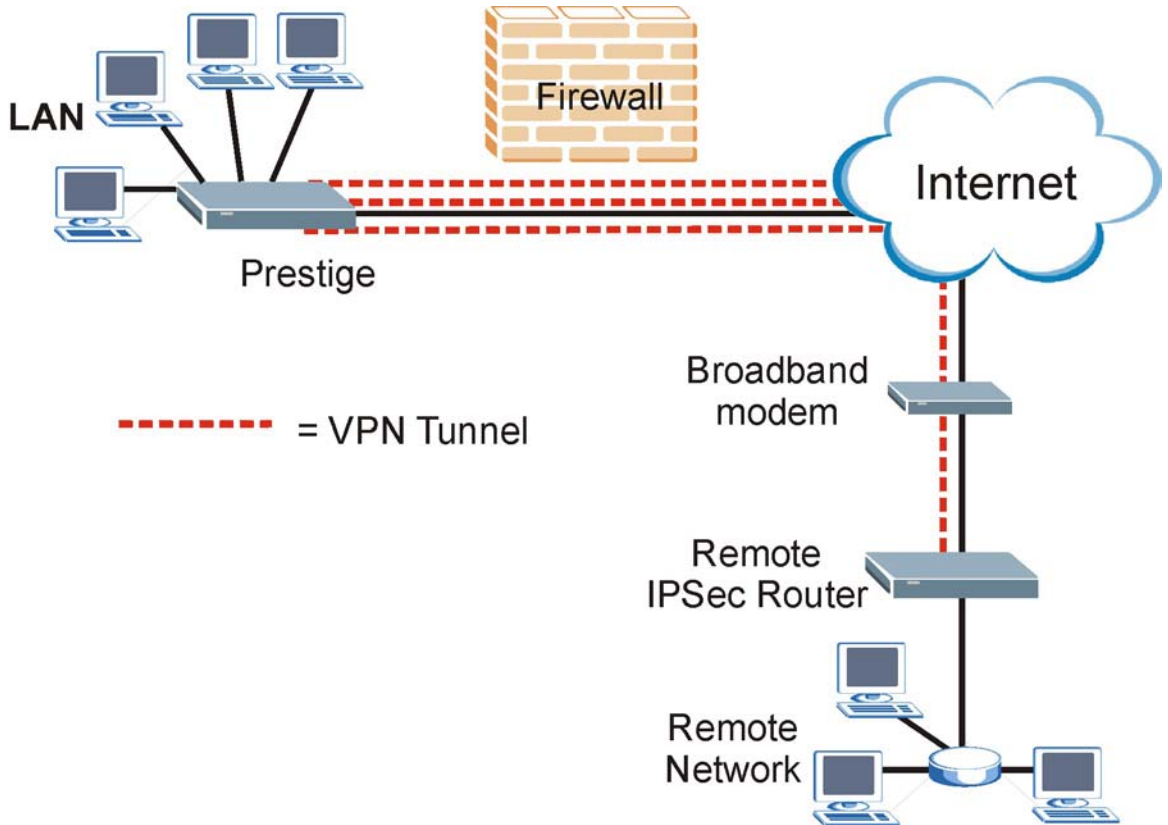 LAN
Firewall
Internet
Prestige
Broadband
modem
= VPN Tunnel
Remote
IPSec Router
Remote
Network